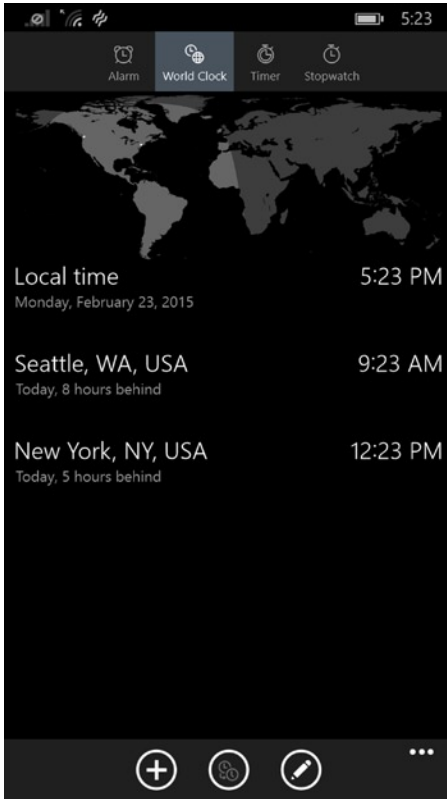 5:23
Alarm
World Clock
Timer
Stopwatch
Local time 5:23 PM
Monday, February 23, 2015
Seattle, WA, USA 9:23 AM
Today, 8 hours behind
New York, NY, USA 12:23 PM
Today, 5 hours behind